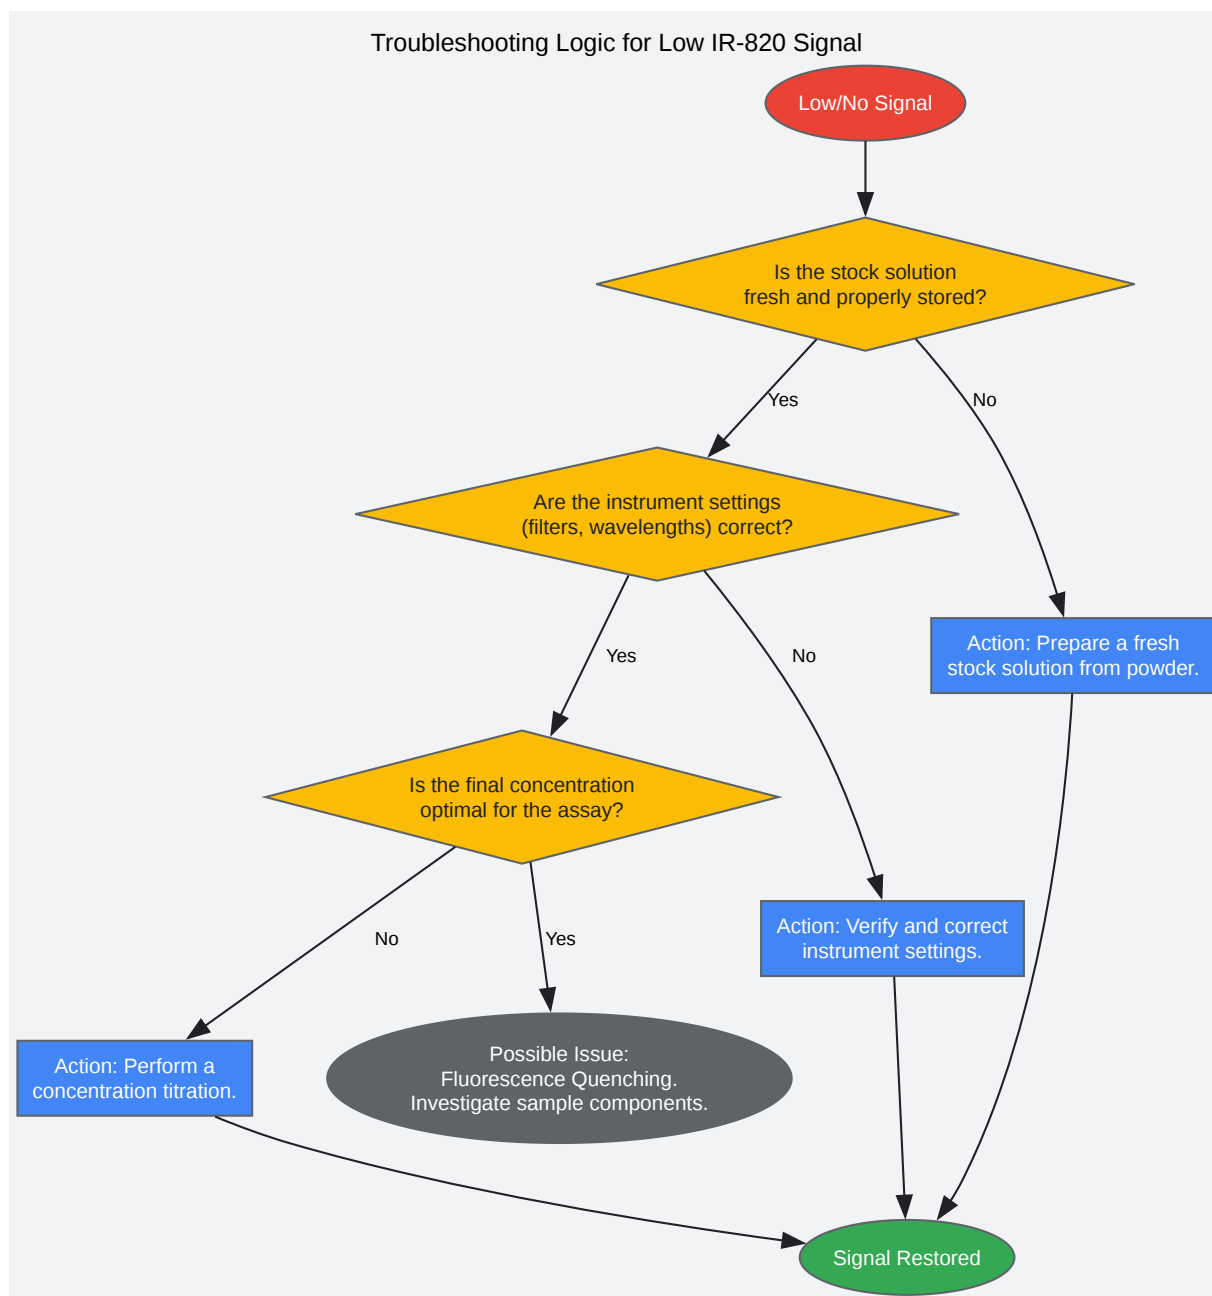 Troubleshooting Logic for Low IR-820 Signal
Low/No Signal
Is the stock solution
fresh and properly stored?
Yes
No
Are the instrument settings
(filters, wavelengths) correct?
Yes
No
Action: Prepare a fresh
stock solution from powder.
Is the final concentration
optimal for the assay?
No
Yes
Action: Verify and correct
instrument settings.
Action: Perform a
concentration titration.
Possible Issue:
Fluorescence Quenching.
Investigate sample components.
Signal Restored